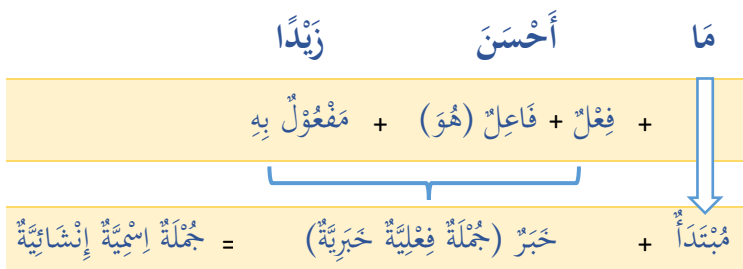 مَا أَحْسَنَ زَيْدًا
+ فِعْلٌ + فَاعِلٌ (هُوَ) + مَفْعُوْلٌ بِهِ
مُبْتَدَأٌ + خَبَرٌ (جُمْلَةٌ فِعْلِيَّةٌ خَبَرِيَّةٌ) = جُمْلَةٌ اِسْمِيَّةٌ إِنْشَائِيَّةٌ